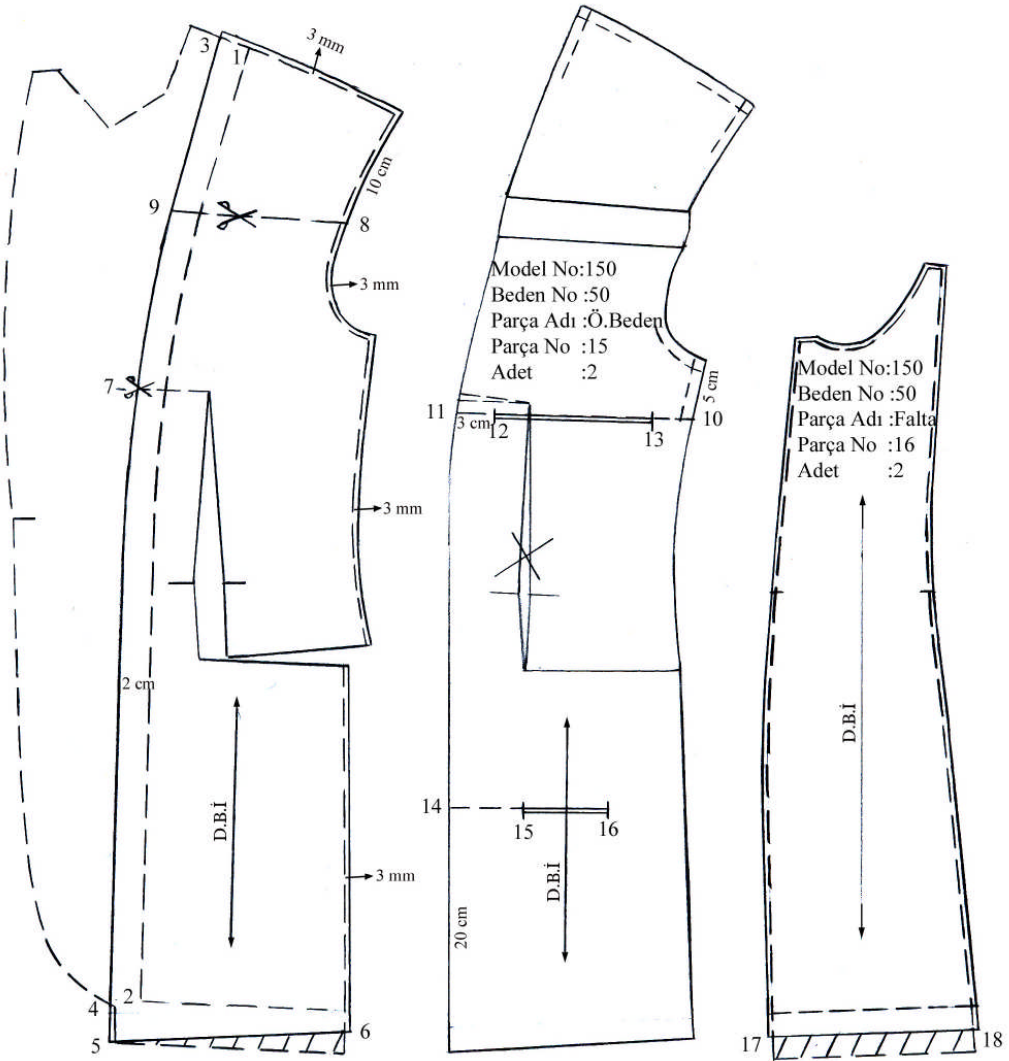 3
1
3 mm
10 cm
9
8
3 mm
7
3 mm
2 cm
D.B.İ
3 mm
4
2
5
6
Model No:150
Beden No :50
Parça Adı :Ö.Beden
Parça No :15
Adet :2
5 cm
11
3 cm
12
13
10
14
15
16
D.B.İ
20 cm
Model No:150
Beden No :50
Parça Adı :Falta
Parça No :16
Adet :2
D.B.İ
17
18